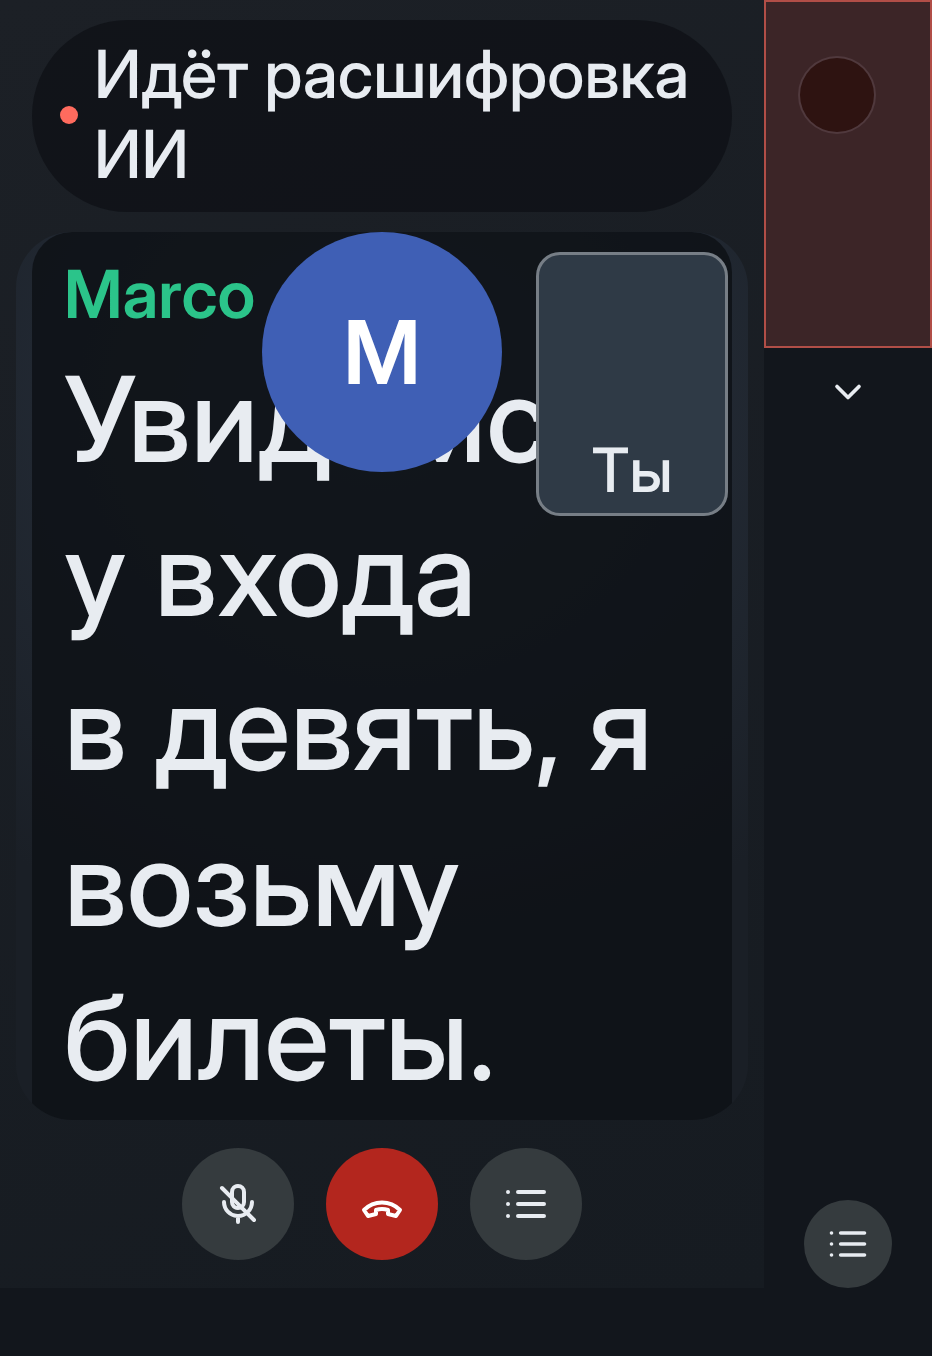 Идёт расшифровка
ИИ
Marco
M
Ты
у входа
в девять, я
возьму
билеты.